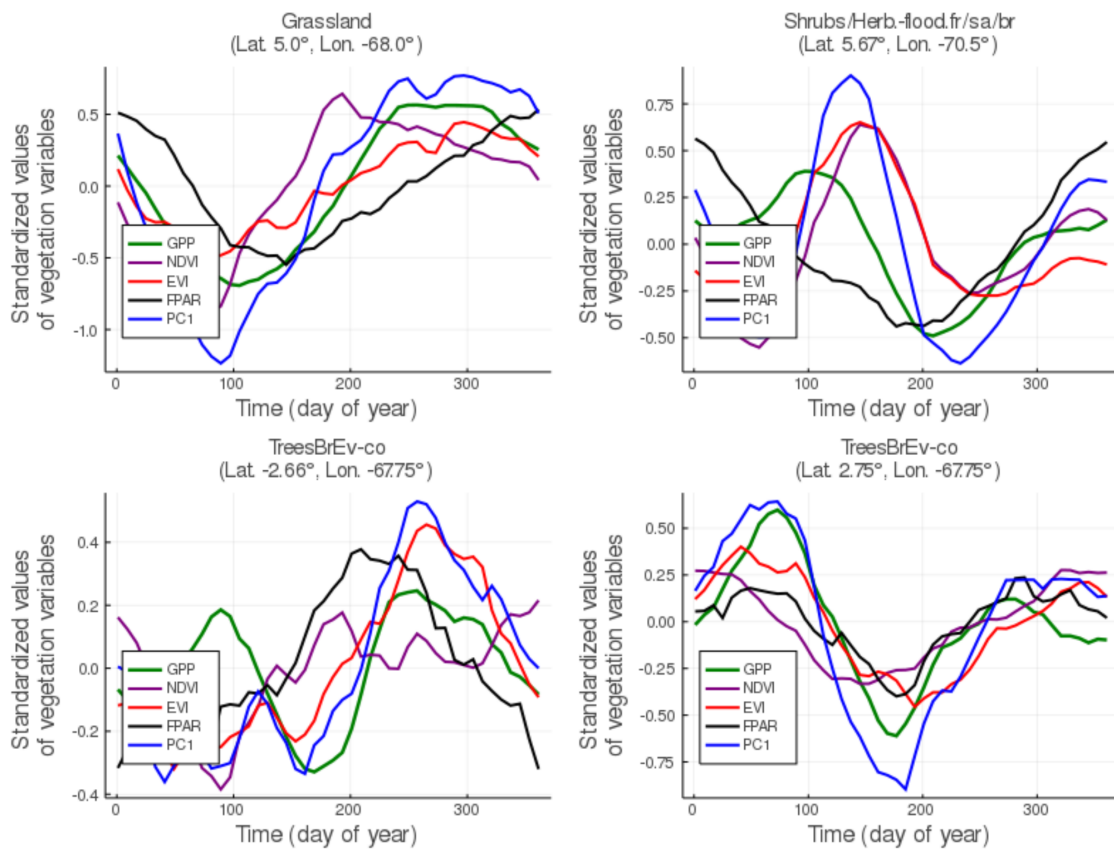 Grassland
(Lat. 5.0°, Lon. -68.0°)
Standardized values
of vegetation variables
0.5
0.0
-0.5
-1.0
GPP
NDVI
EVI
FPAR
PC1
0
100
200
300
Time (day of year)
Shrubs/Herb.-flood.fr/sa/br
(Lat. 5.67°, Lon. -70.5°)
Standardized values
of vegetation variables
0.75
0.50
0.25
0.00
-0.25
-0.50
GPP
NDVI
EVI
FPAR
PC1
0
100
200
300
Time (day of year)
TreesBrEv-co
(Lat. -2.66°, Lon. -67.75°)
Standardized values
of vegetation variables
0.4
0.2
0.0
-0.2
-0.4
GPP
NDVI
EVI
FPAR
PC1
0
100
200
300
Time (day of year)
TreesBrEv-co
(Lat. 2.75°, Lon. -67.75°)
Standardized values
of vegetation variables
0.50
0.25
0.00
-0.25
-0.50
-0.75
GPP
NDVI
EVI
FPAR
PC1
0
100
200
300
Time (day of year)